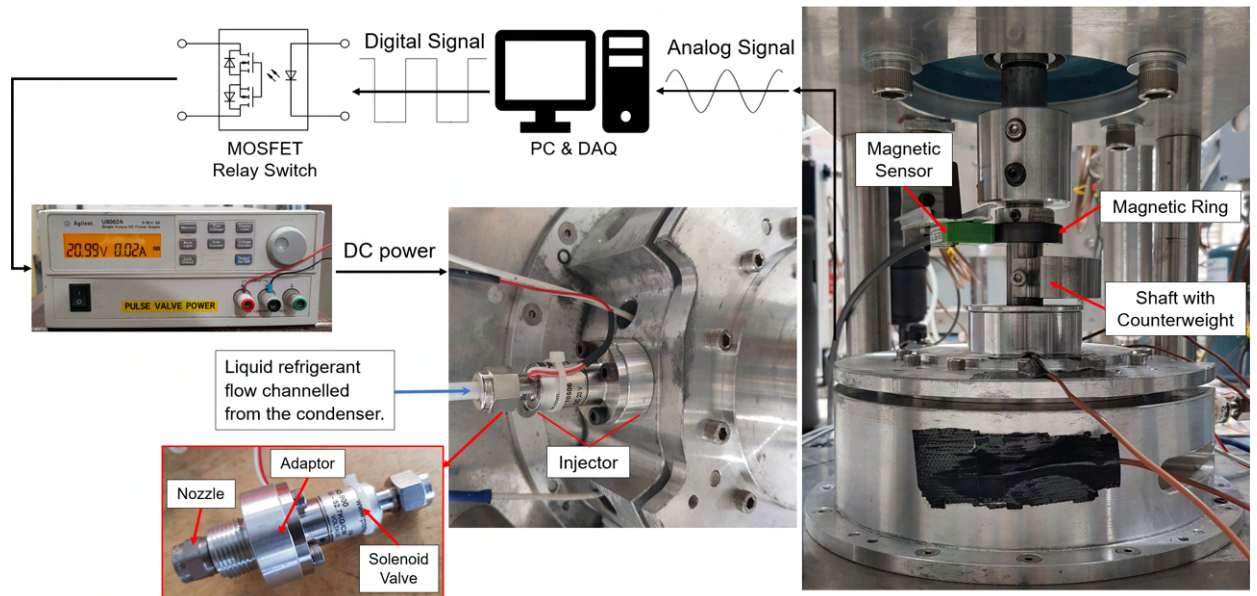 Digital Signal
Analog Signal
MOSFET
Relay Switch
PC & DAQ
Magnetic
Sensor
Magnetic Ring
Shaft with
Counterweight
Agilent U8002A
20.99V 0.02A
PULSE VALVE POWER
DC power
Liquid refrigerant
flow channelled
from the condenser.
Injector
Adaptor
Nozzle
Solenoid
Valve